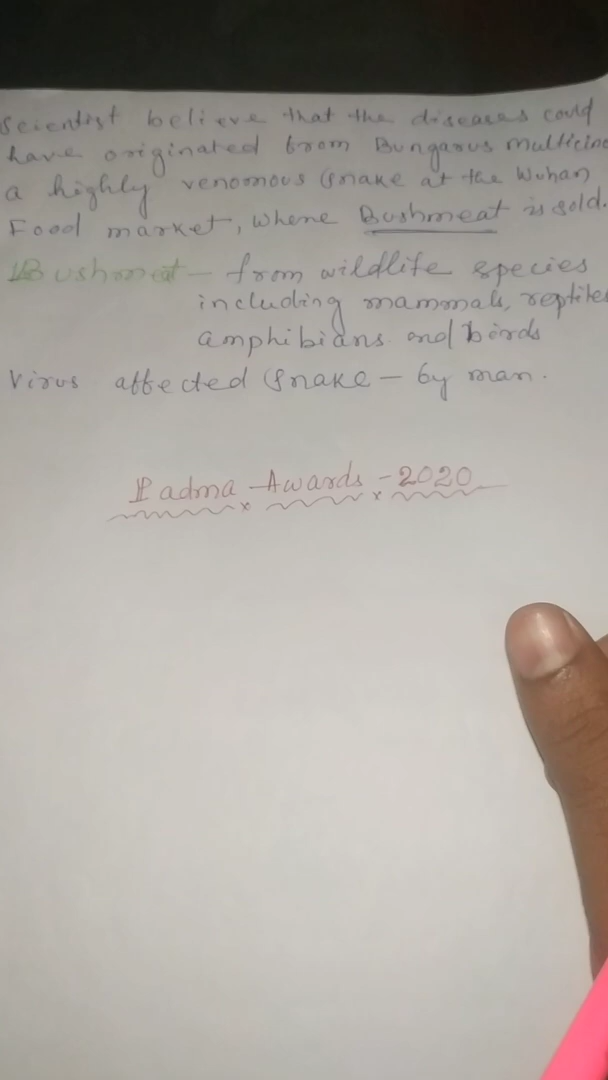 Scientist believe that the diseases could
have originated from Bungarus multicinc
a highly venomous snake at the Wuhan
Food market, where Bushmeat is sold.
Bushmeat - from wildlife species
including mammals, reptiles
amphibians and birds
Virus affected snake - by man.
Padma Awards - 2020